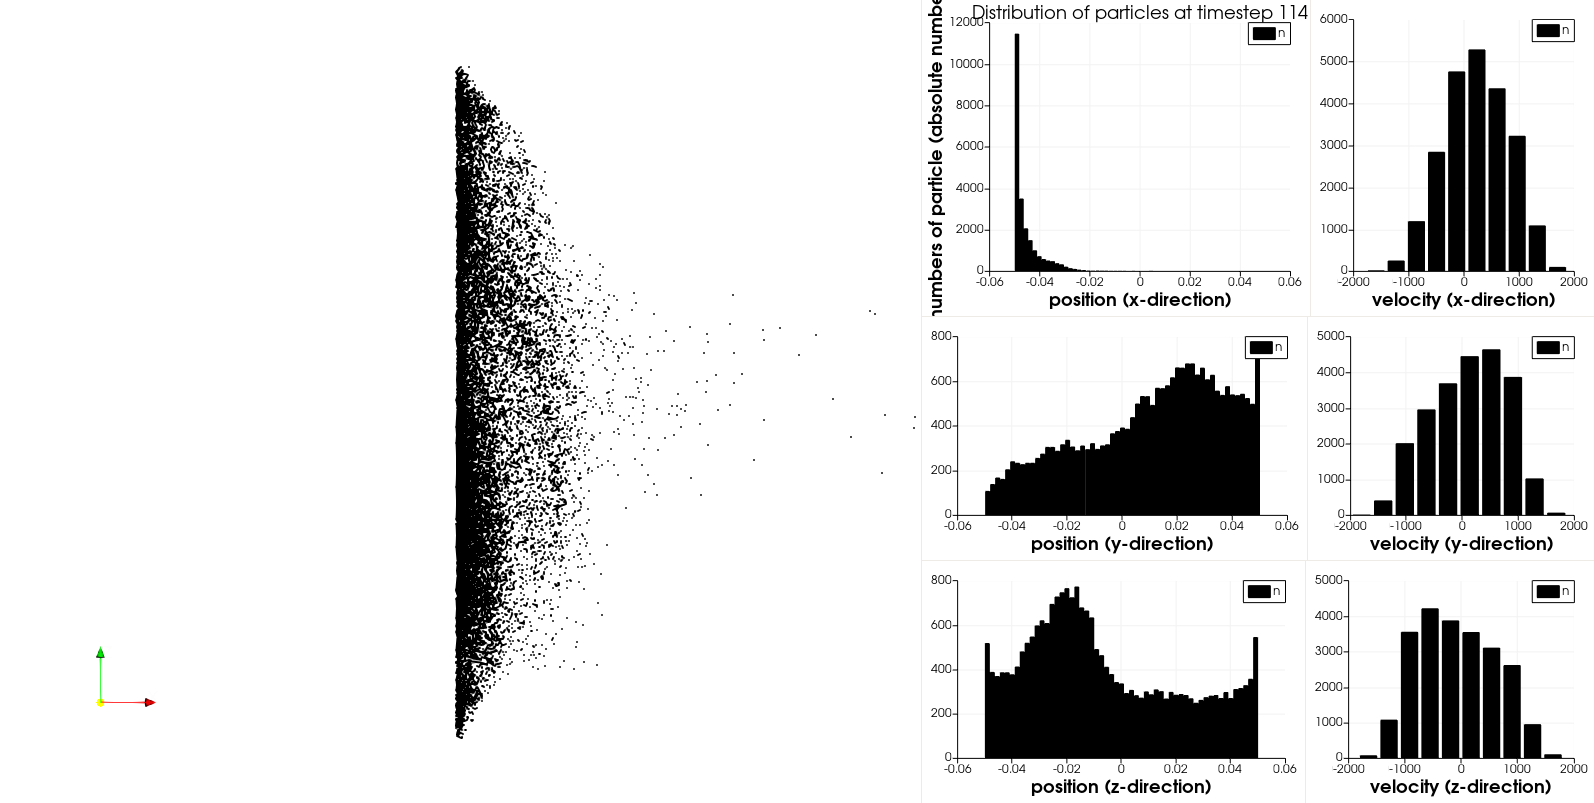 Distribution of particles at timestep 114
numbers of particle (absolute numbe
12000
10000
8000
6000
4000
2000
0
-0.06 -0.04 -0.02 0 0.02 0.04 0.06
position (x-direction)
n
6000
5000
4000
3000
2000
1000
0
-2000 -1000 0 1000 2000
velocity (x-direction)
n
800
600
400
200
0
-0.06 -0.04 -0.02 0 0.02 0.04 0.06
position (y-direction)
n
5000
4000
3000
2000
1000
0
-2000 -1000 0 1000 2000
velocity (y-direction)
n
800
600
400
200
0
-0.06 -0.04 -0.02 0 0.02 0.04 0.06
position (z-direction)
n
5000
4000
3000
2000
1000
0
-2000 -1000 0 1000 2000
velocity (z-direction)
n